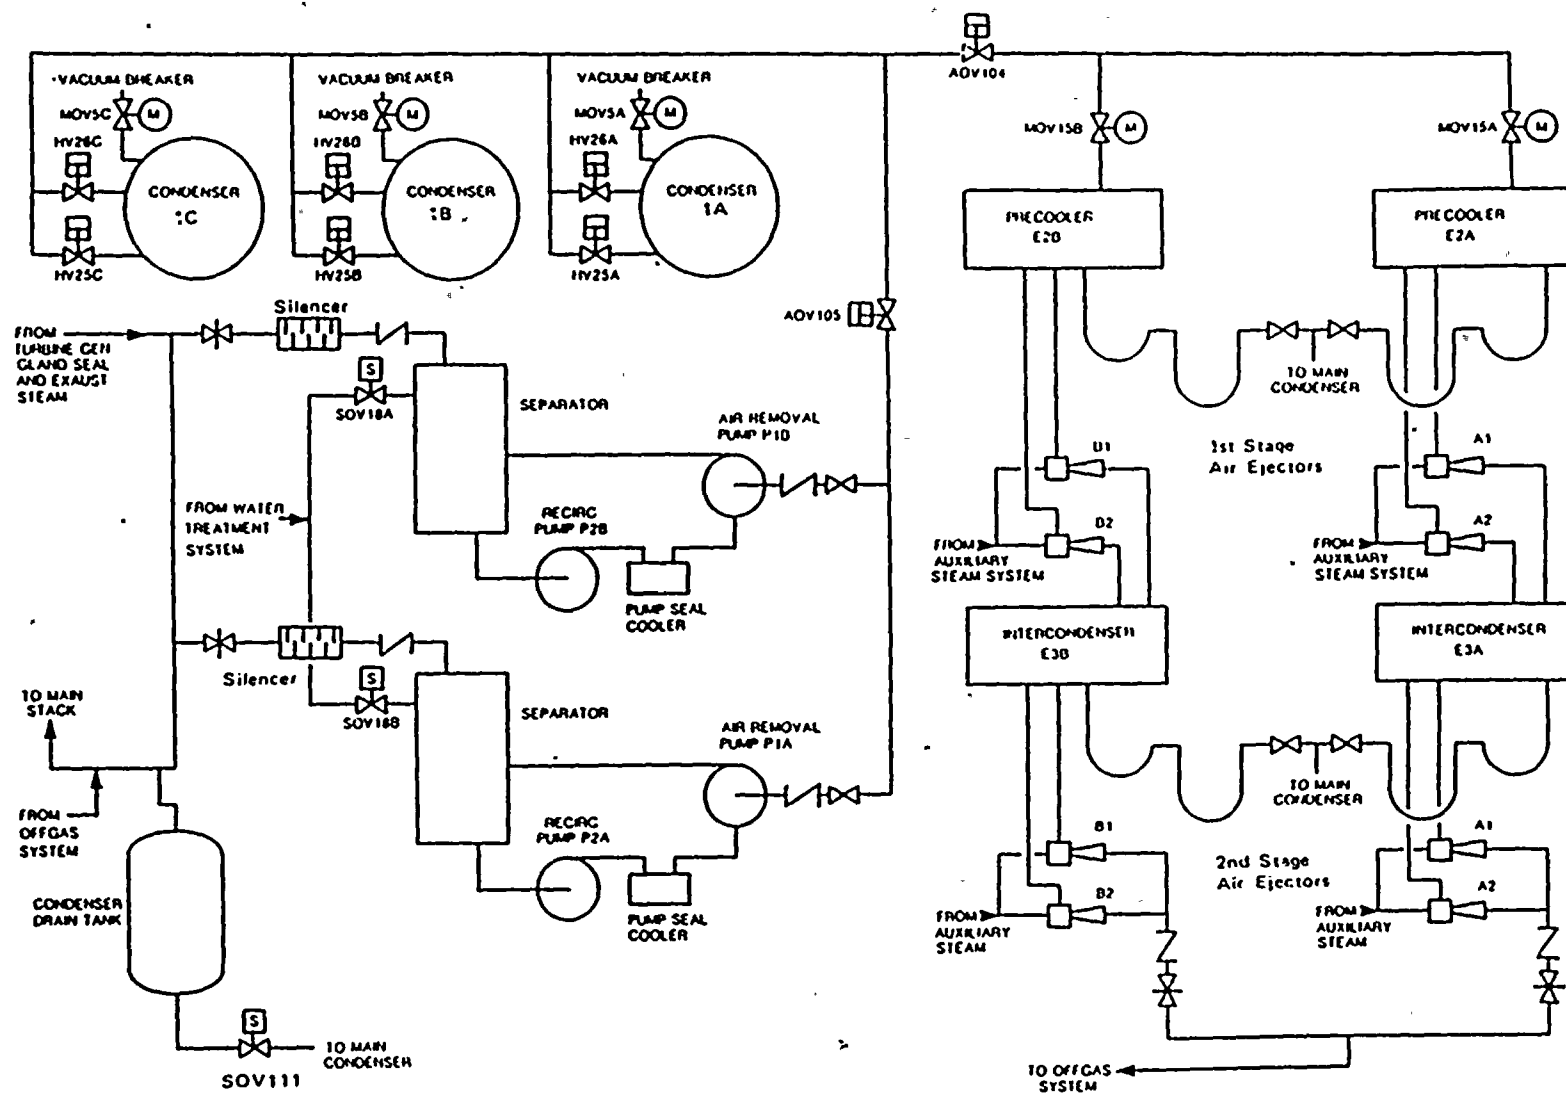 AOV104
VACUUM BREAKER
VACUUM BREAKER
VACUUM BREAKER
MOV5C
M
MOV5B
M
MOV5A
M
MOV15B
M
MOV15A
M
HV26C
HV26B
HV26A
CONDENSER
1C
CONDENSER
1B
CONDENSER
1A
PRECOOLER
E2B
PRECOOLER
E2A
HV25C
HV25B
HV25A
Silencer
AOV105
FROM
TURBINE GEN
GLAND SEAL
AND EXAUST
STEAM
S
SOV18A
SEPARATOR
AIR REMOVAL
PUMP P1B
TO MAIN
CONDENSER
1st Stage
Air Ejectors
B1
B2
A1
A2
FROM WATER
TREATMENT
SYSTEM
RECIRC
PUMP P2B
PUMP SEAL
COOLER
FROM
AUXILIARY
STEAM SYSTEM
FROM
AUXILIARY
STEAM SYSTEM
INTERCONDENSER
E3B
INTERCONDENSER
E3A
Silencer
S
SOV18B
SEPARATOR
AIR REMOVAL
PUMP P1A
TO MAIN
STACK
TO MAIN
CONDENSER
FROM
OFFGAS
SYSTEM
RECIRC
PUMP P2A
PUMP SEAL
COOLER
B1
B2
2nd Stage
Air Ejectors
A1
A2
FROM
AUXILIARY
STEAM
FROM
AUXILIARY
STEAM
CONDENSER
DRAIN TANK
S
SOV111
TO MAIN
CONDENSER
TO OFFGAS
SYSTEM